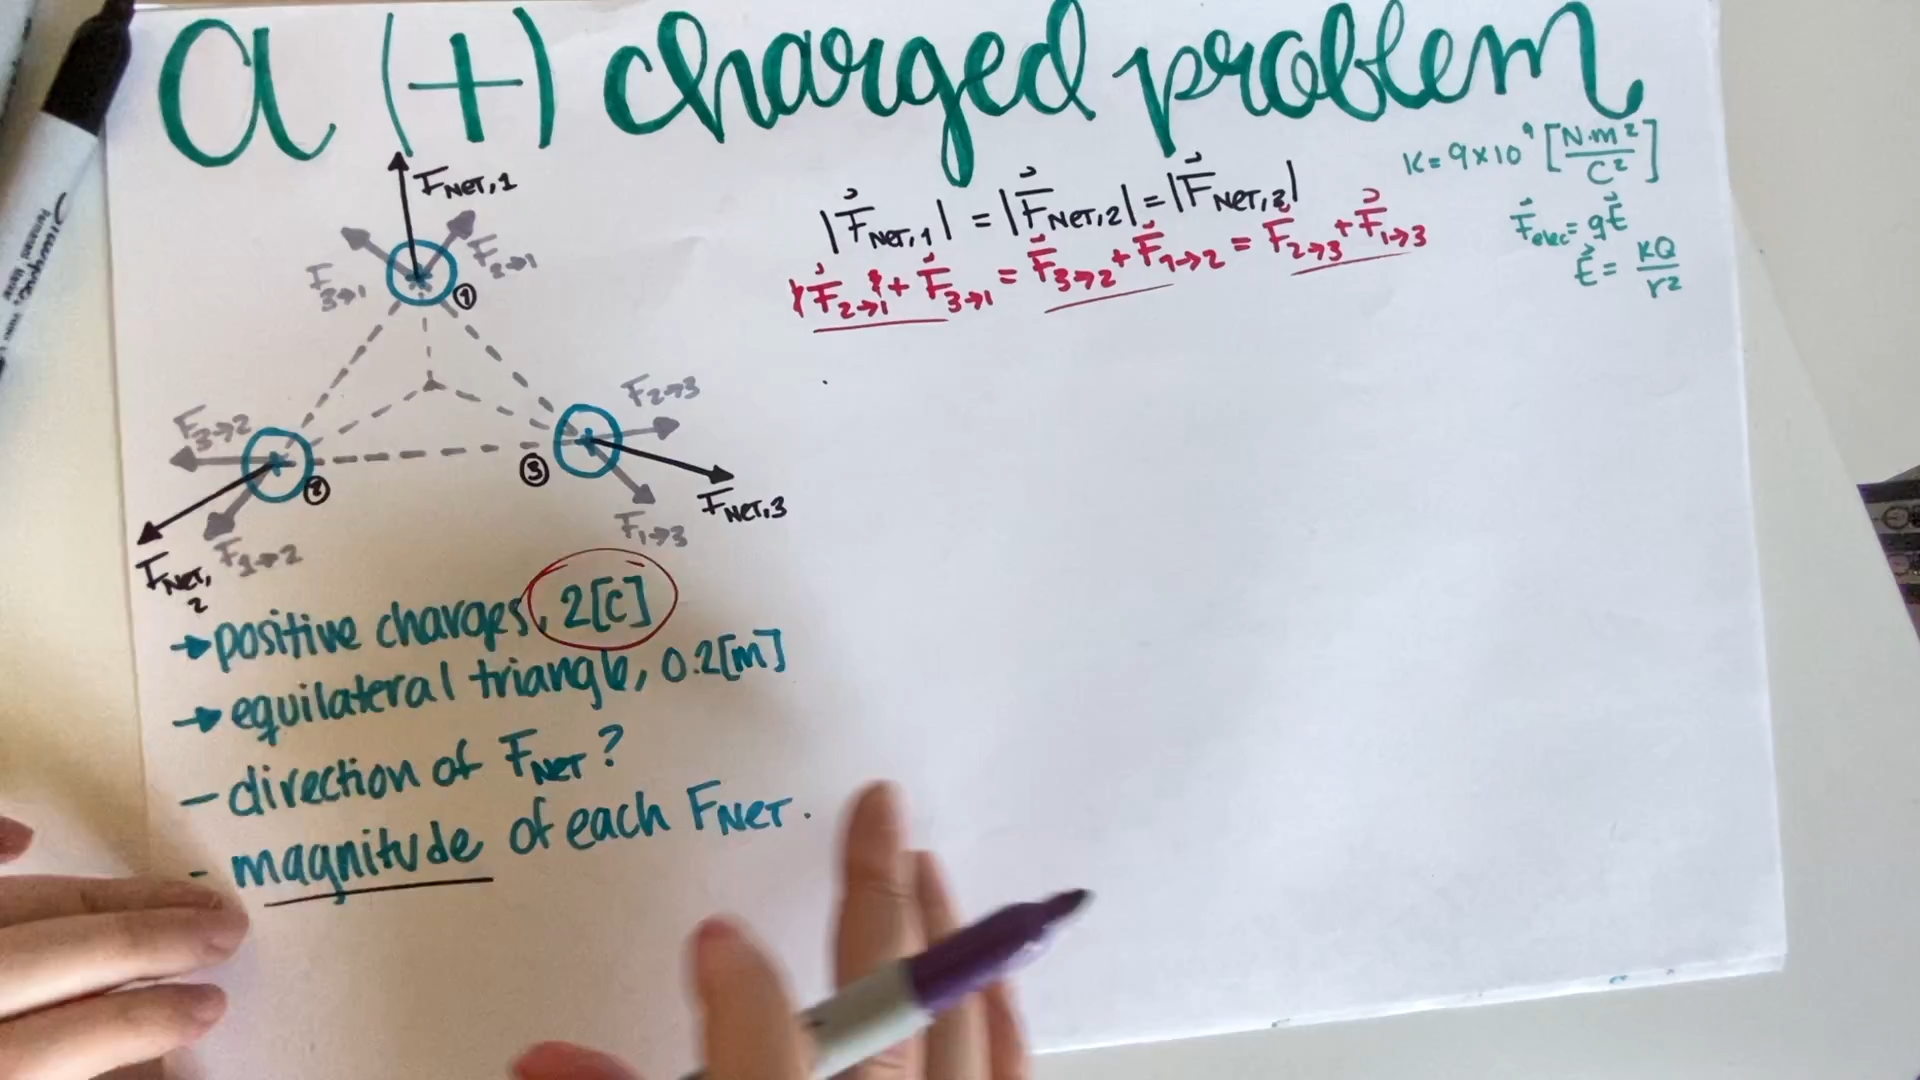 a (+) charged problem
K = 9 x 10⁹ [N·m²/C²]
F⃗elec = qE⃗
E⃗ = KQ/r²
|F⃗NET,1| = |F⃗NET,2| = |F⃗NET,3|
F⃗2→1 + F⃗3→1 = F⃗3→2 + F⃗1→2 = F⃗2→3 + F⃗1→3
FNET,1
F3→1
F2→1
1
F3→2
F2→3
2
3
FNET,3
F1→3
FNET,2
F1→2
→ positive charges, 2[C]
→ equilateral triangle, 0.2[m]
- direction of FNET?
- magnitude of each FNET.